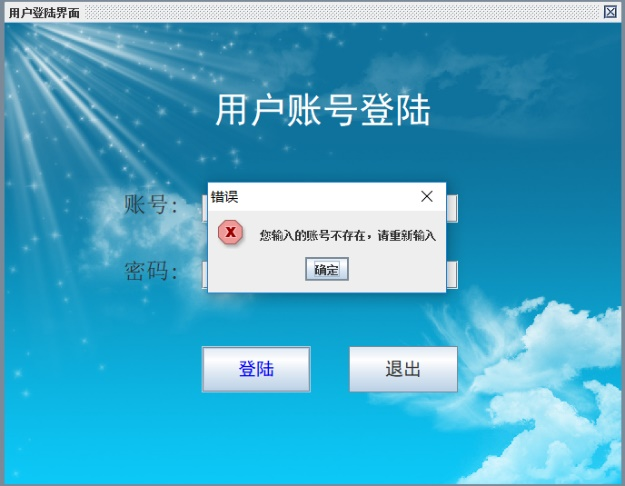 用户登陆界面
用户账号登陆
账号：
错误
您输入的账号不存在，请重新输入
确定
密码：
登陆
退出